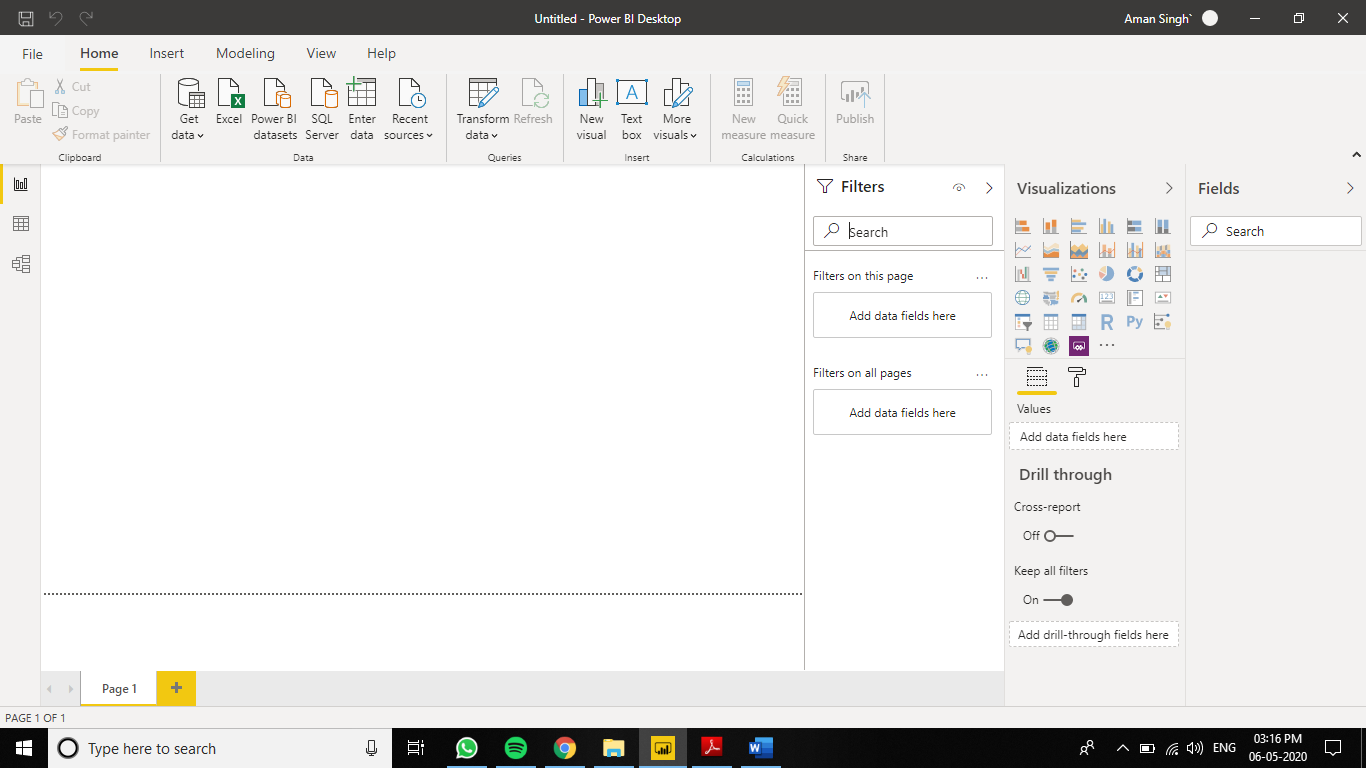 Untitled - Power BI Desktop
Aman Singh`
File Home Insert Modeling View Help
Paste
Cut
Copy
Format painter
Clipboard
Get data
Excel
Power BI datasets
SQL Server
Enter data
Recent sources
Data
Transform data
Refresh
Queries
New visual
Text box
More visuals
Insert
New measure
Quick measure
Calculations
Publish
Share
Filters
Search
Filters on this page
...
Add data fields here
Filters on all pages
...
Add data fields here
Visualizations
123
R
Py
...
Values
Add data fields here
Drill through
Cross-report
Off
Keep all filters
On
Add drill-through fields here
Fields
Search
Page 1
+
PAGE 1 OF 1
Type here to search
ENG
03:16 PM
06-05-2020